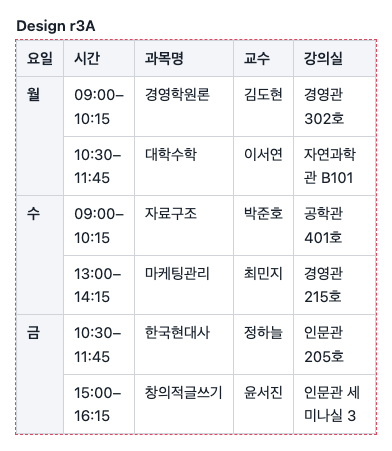 Design r3A
요일 시간 과목명 교수 강의실
월 09:00– 경영학원론 김도현 경영관
10:15 302호
10:30– 대학수학 이서연 자연과학
11:45 관 B101
수 09:00– 자료구조 박준호 공학관
10:15 401호
13:00– 마케팅관리 최민지 경영관
14:15 215호
금 10:30– 한국현대사 정하늘 인문관
11:45 205호
15:00– 창의적글쓰기 윤서진 인문관 세
16:15 미나실 3